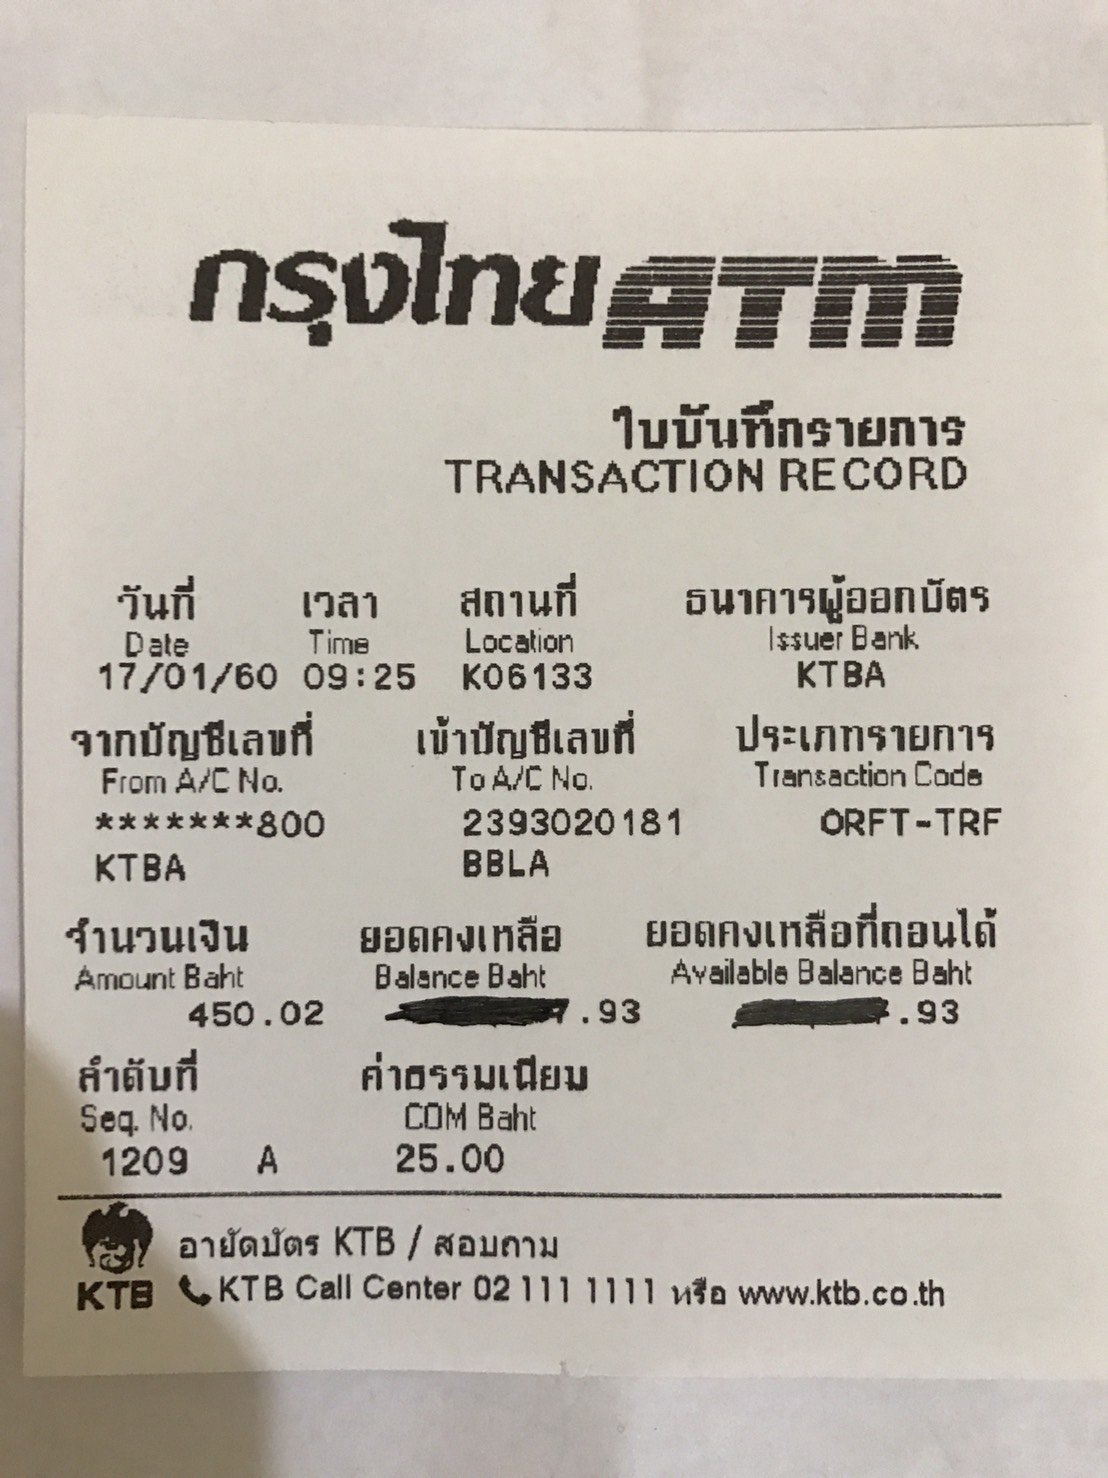 กรุงไทย ATM
ใบบันทึกรายการ
TRANSACTION RECORD
วันที่ เวลา สถานที่ ธนาคารผู้ออกบัตร
Date Time Location Issuer Bank
17/01/60 09:25 K06133 KTBA
จากบัญชีเลขที่ เข้าบัญชีเลขที่ ประเภทรายการ
From A/C No. To A/C No. Transaction Code
*******800 2393020181 ORFT-TRF
KTBA BBLA
จำนวนเงิน ยอดคงเหลือ ยอดคงเหลือที่ถอนได้
Amount Baht Balance Baht Available Balance Baht
450.02 .93 .93
ลำดับที่ ค่าธรรมเนียม
Seq. No. COM Baht
1209 A 25.00
อายัดบัตร KTB / สอบถาม
KTB KTB Call Center 02 111 1111 หรือ www.ktb.co.th